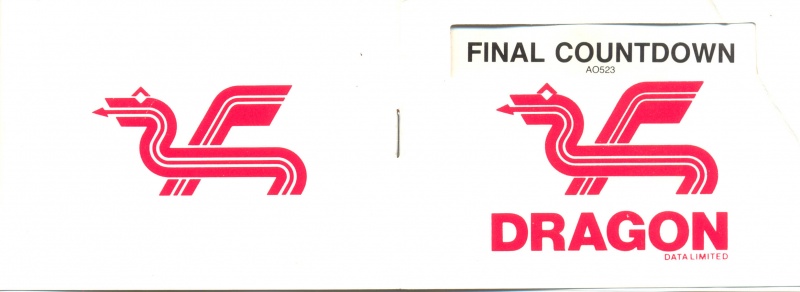 FINAL COUNTDOWN
AO523
DRAGON
DATA LIMITED